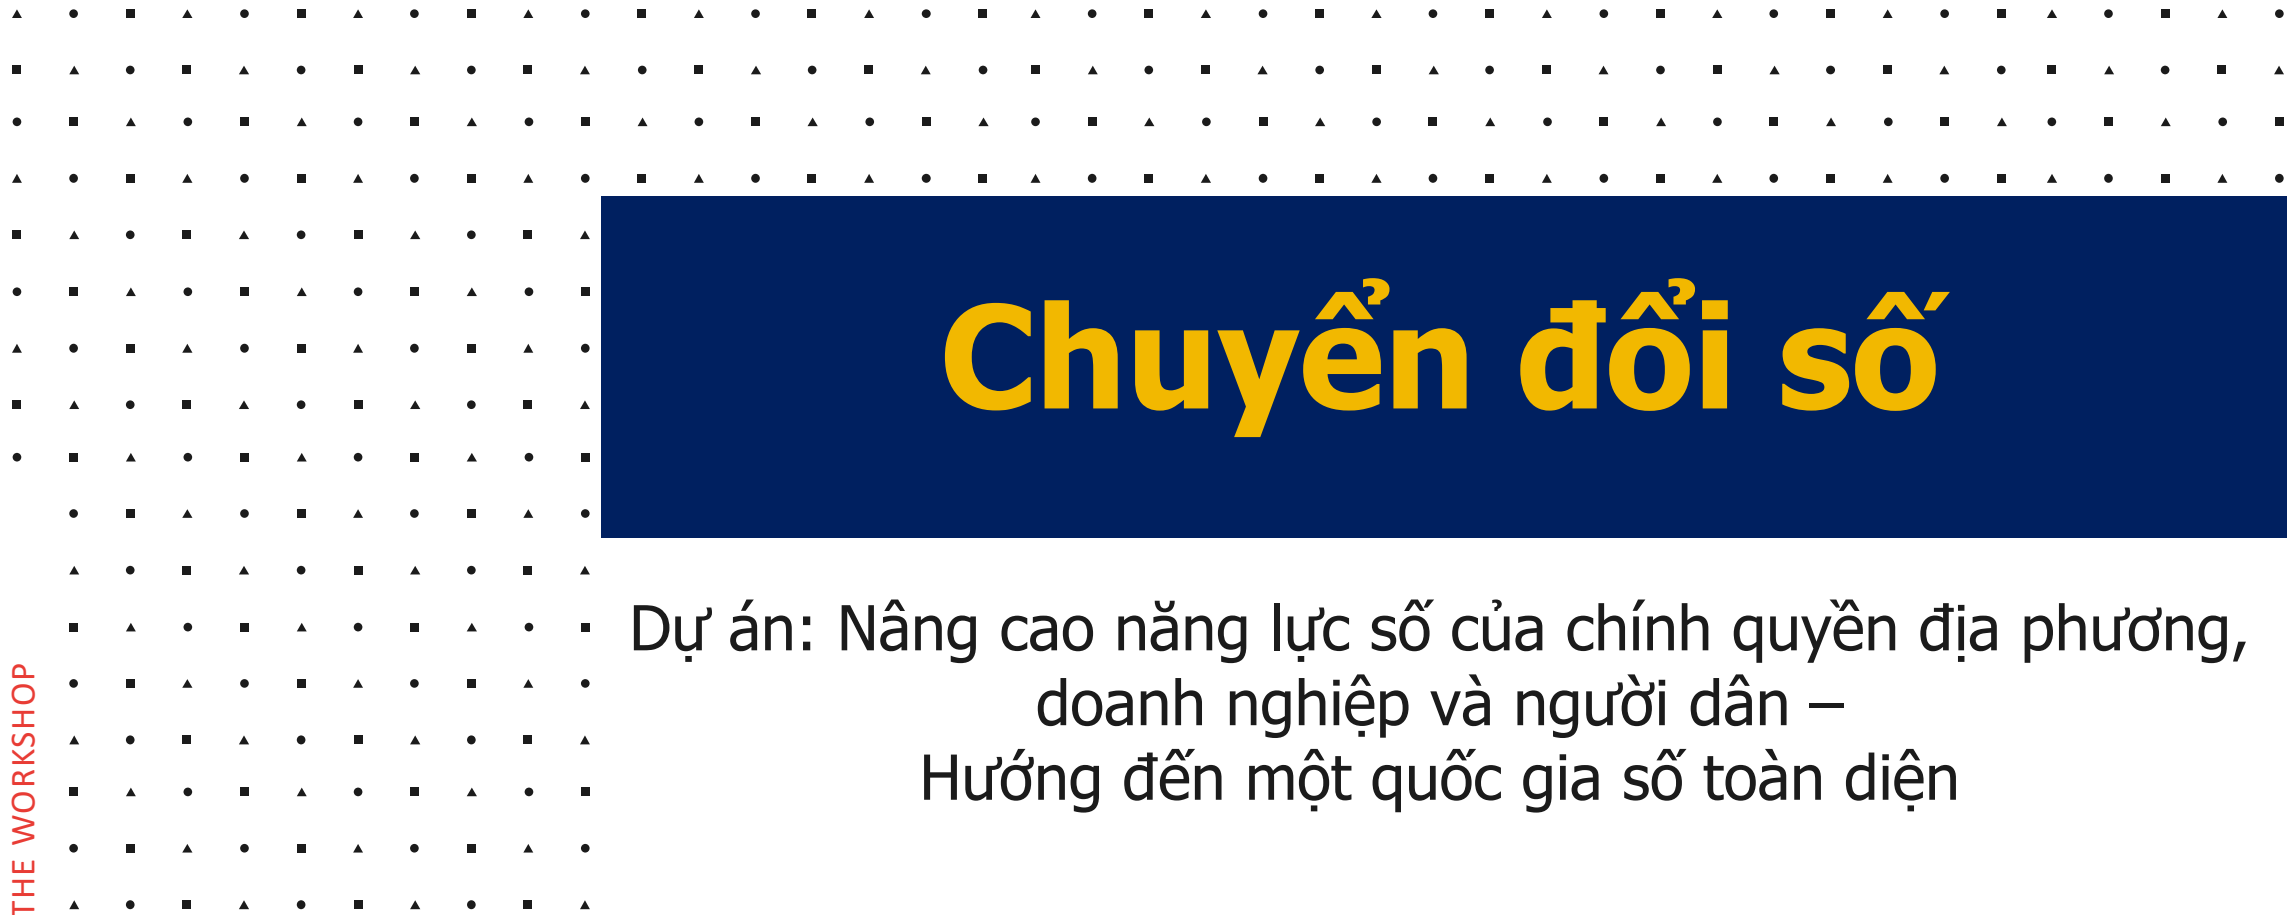 Chuyển đổi số
Dự án: Nâng cao năng lực số của chính quyền địa phương,
doanh nghiệp và người dân –
Hướng đến một quốc gia số toàn diện
THE WORKSHOP